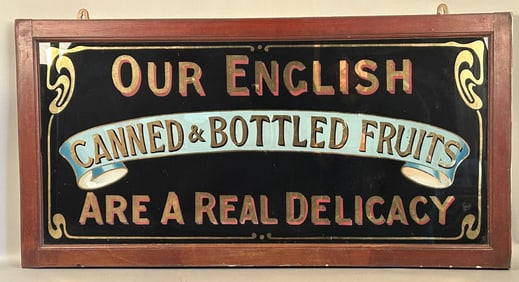 OUR ENGLISH
CANNED & BOTTLED FRUITS
ARE A REAL DELICACY